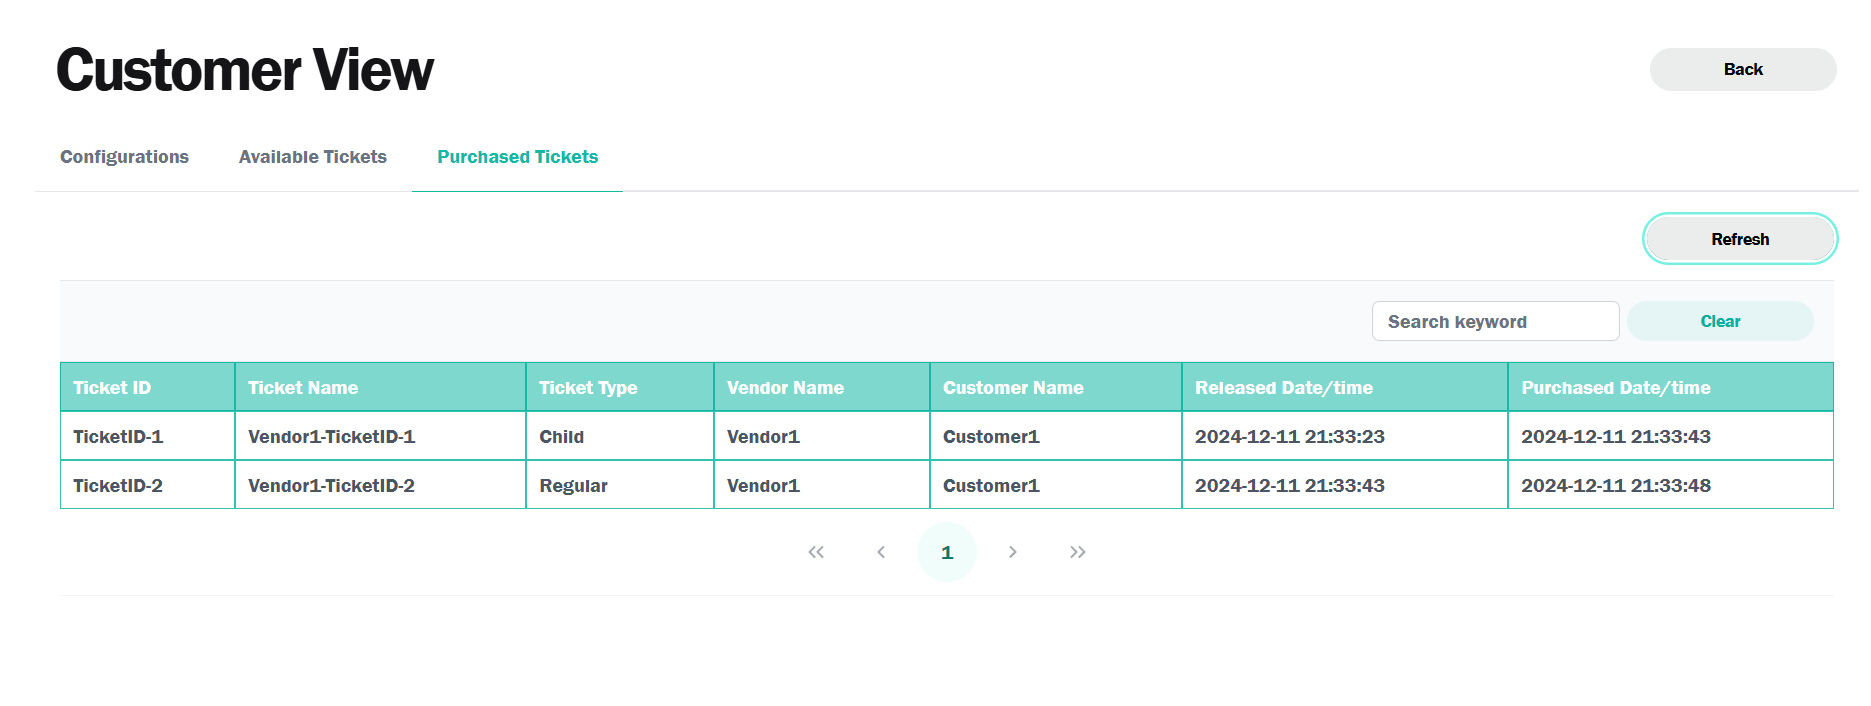 Customer View
Back
Configurations Available Tickets Purchased Tickets
Refresh
Search keyword Clear
Ticket ID Ticket Name Ticket Type Vendor Name Customer Name Released Date/time Purchased Date/time
TicketID-1 Vendor1-TicketID-1 Child Vendor1 Customer1 2024-12-11 21:33:23 2024-12-11 21:33:43
TicketID-2 Vendor1-TicketID-2 Regular Vendor1 Customer1 2024-12-11 21:33:43 2024-12-11 21:33:48
1